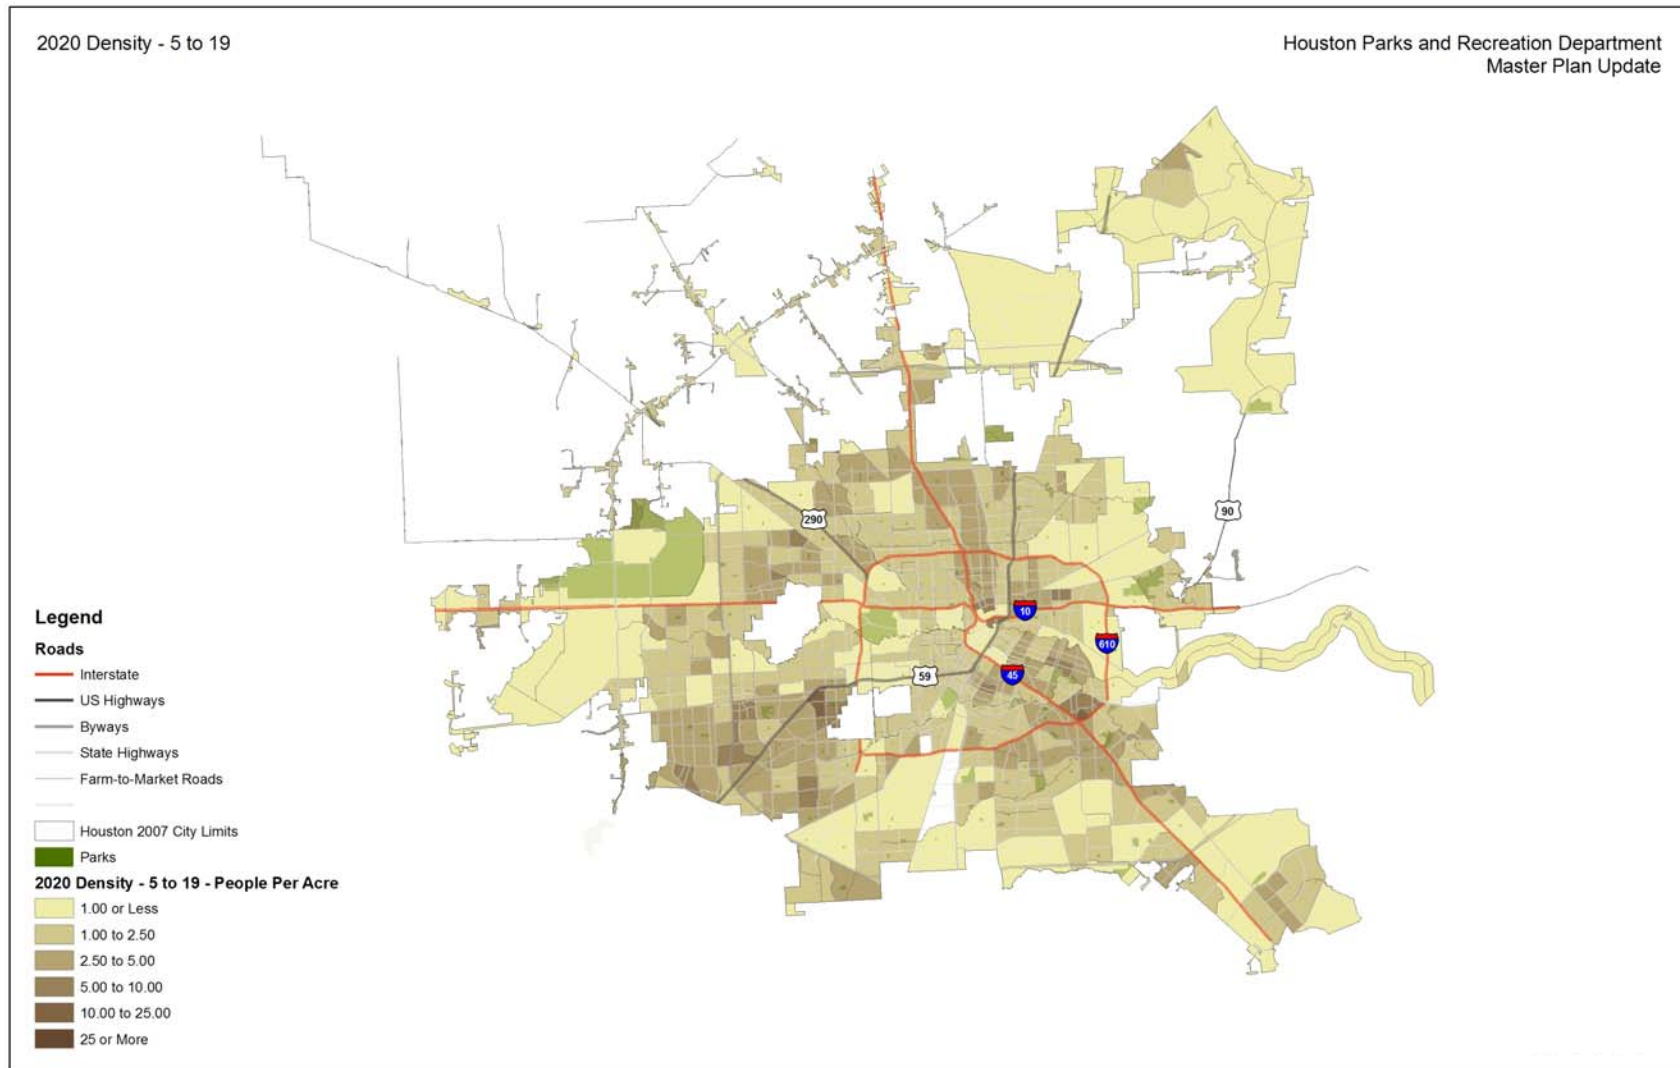 2020 Density - 5 to 19
Houston Parks and Recreation Department
Master Plan Update
290
90
10
610
59
45
Legend
Roads
Interstate
US Highways
Byways
State Highways
Farm-to-Market Roads
Houston 2007 City Limits
Parks
2020 Density - 5 to 19 - People Per Acre
1.00 or Less
1.00 to 2.50
2.50 to 5.00
5.00 to 10.00
10.00 to 25.00
25 or More